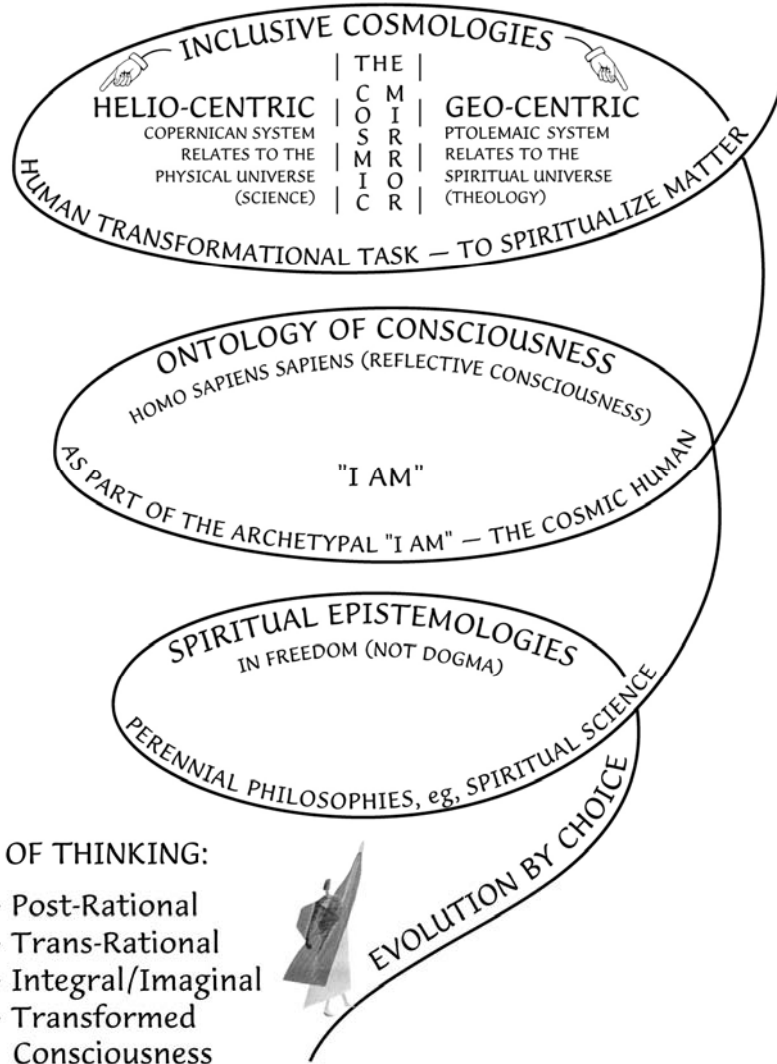 INCLUSIVE COSMOLOGIES
THE
COSMIC MIRROR
HELIO-CENTRIC
COPERNICAN SYSTEM
RELATES TO THE
PHYSICAL UNIVERSE
(SCIENCE)
GEO-CENTRIC
PTOLEMAIC SYSTEM
RELATES TO THE
SPIRITUAL UNIVERSE
(THEOLOGY)
HUMAN TRANSFORMATIONAL TASK — TO SPIRITUALIZE MATTER
ONTOLOGY OF CONSCIOUSNESS
HOMO SAPIENS SAPIENS (REFLECTIVE CONSCIOUSNESS)
"I AM"
AS PART OF THE ARCHETYPAL "I AM" — THE COSMIC HUMAN
SPIRITUAL EPISTEMOLOGIES
IN FREEDOM (NOT DOGMA)
PERENNIAL PHILOSOPHIES, eg, SPIRITUAL SCIENCE
EVOLUTION BY CHOICE
OF THINKING:
Post-Rational
Trans-Rational
Integral/Imaginal
Transformed
Consciousness